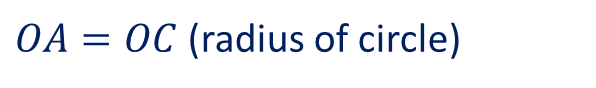 OA = OC (radius of circle)